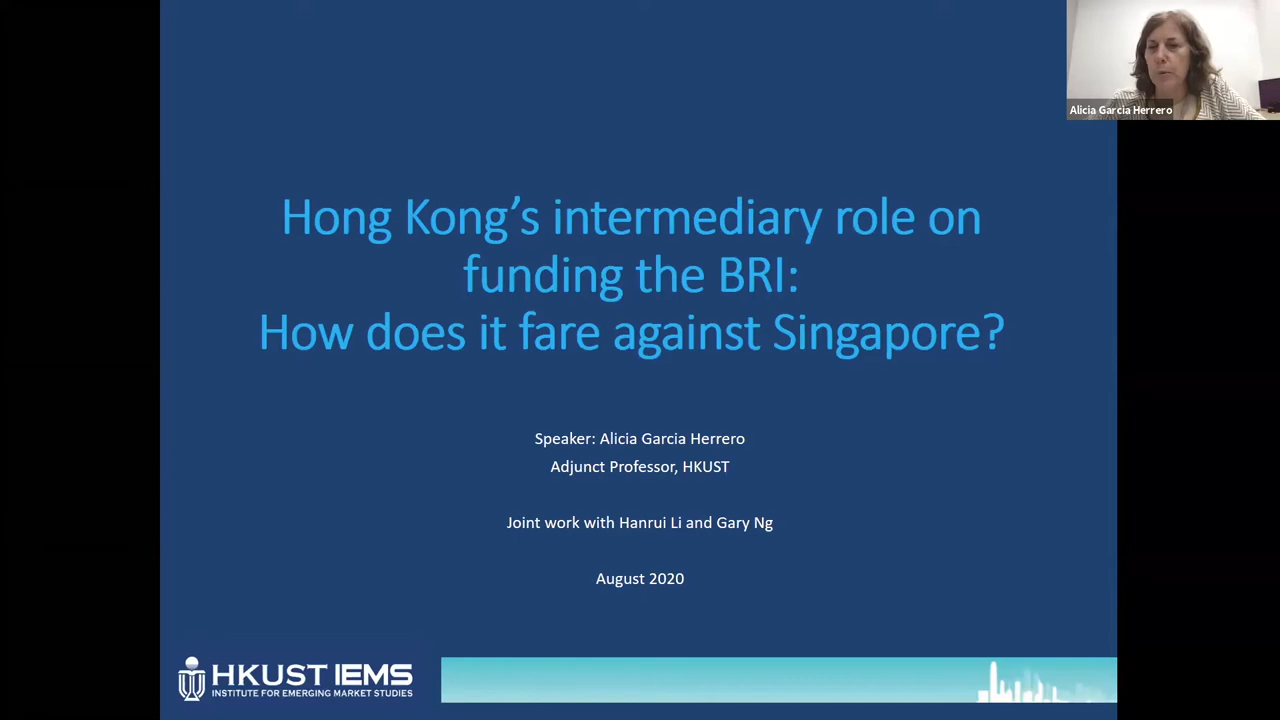 Alicia Garcia Herrero
Hong Kong’s intermediary role on
funding the BRI:
How does it fare against Singapore?
Speaker: Alicia Garcia Herrero
Adjunct Professor, HKUST
Joint work with Hanrui Li and Gary Ng
August 2020
HKUST IEMS
INSTITUTE FOR EMERGING MARKET STUDIES